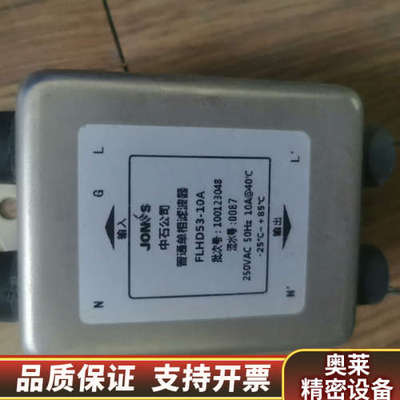 L
G
N
输入
JONES
中石公司
普通单相滤波器
FLHD53-10A
批次号：100123048
流水号：0087
250VAC 50Hz 10A@40℃
-25℃~+85℃
输出
L'
N'
品质保证 支持开票
奥莱
精密设备